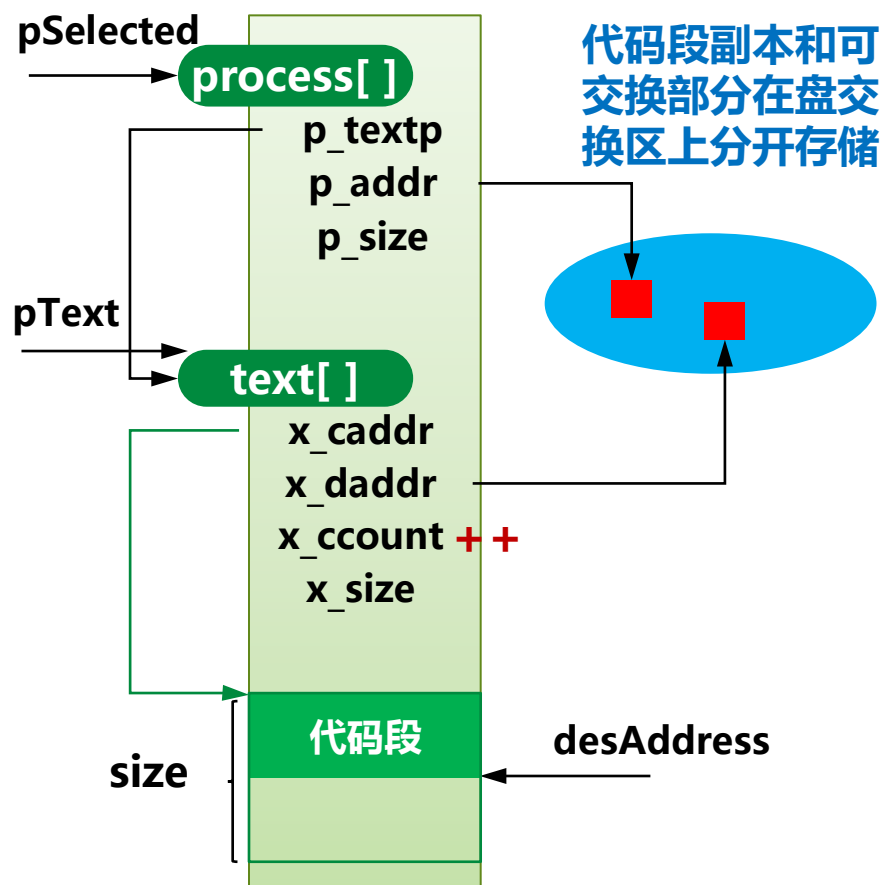 pSelected
process[ ]
代码段副本和可
交换部分在盘交
换区上分开存储
p_textp
p_addr
p_size
pText
text[ ]
x_caddr
x_daddr
x_ccount ++
x_size
代码段
desAddress
size